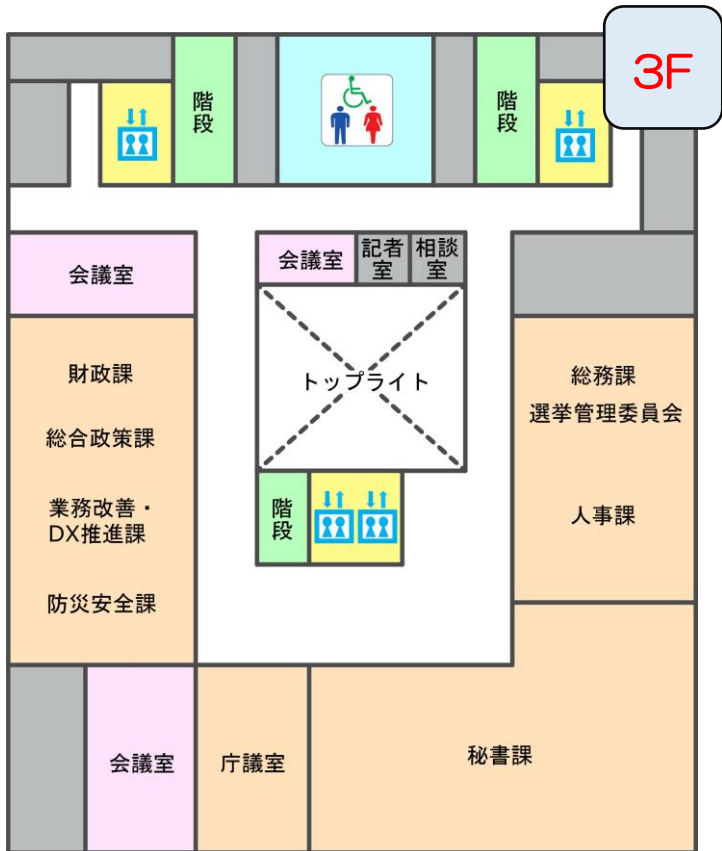 3F
階段
階段
会議室
記者室
相談室
会議室
財政課
総合政策課
業務改善・
DX推進課
防災安全課
トップライト
総務課
選挙管理委員会
人事課
階段
会議室
庁議室
秘書課